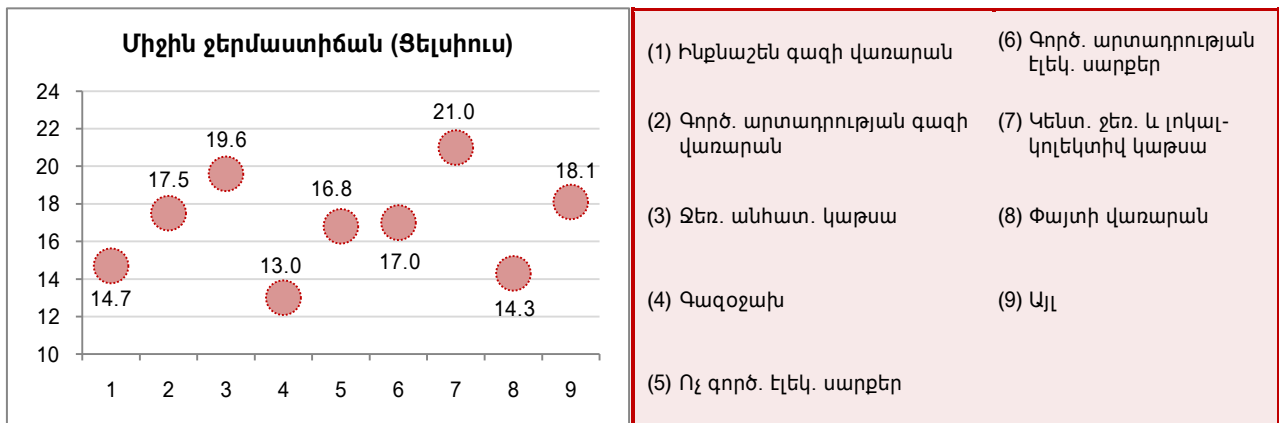 Միջին ջերմաստիճան (Ցելսիուս)
24
22
20
18
16
14
12
10
14.7
17.5
19.6
13.0
16.8
17.0
21.0
14.3
18.1
1 2 3 4 5 6 7 8 9
(1) Ինքնաշեն գազի վառարան
(2) Գործ. արտադրության գազի
վառարան
(3) Ջեռ. անհատ. կաթսա
(4) Գազօջախ
(5) Ոչ գործ. էլեկ. սարքեր
(6) Գործ. արտադրության
էլեկ. սարքեր
(7) Կենտ. ջեռ. և լոկալ-
կոլեկտիվ կաթսա
(8) Փայտի վառարան
(9) Այլ